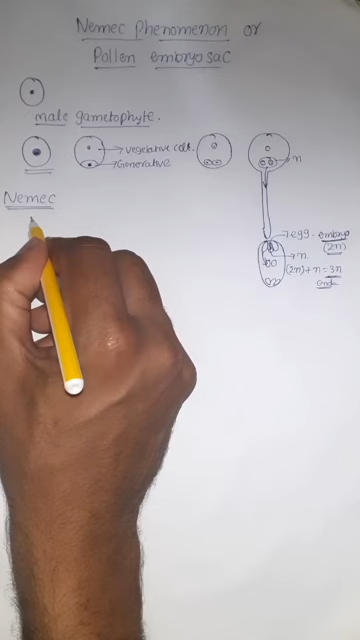 Nemec Phenomenon or
Pollen embryosac
male gametophyte.
→ vegetative cell.
→ Generative
→ n
Nemec
→ egg - embryo
(2n)
→ n.
(2n) + n = 3n
Endo